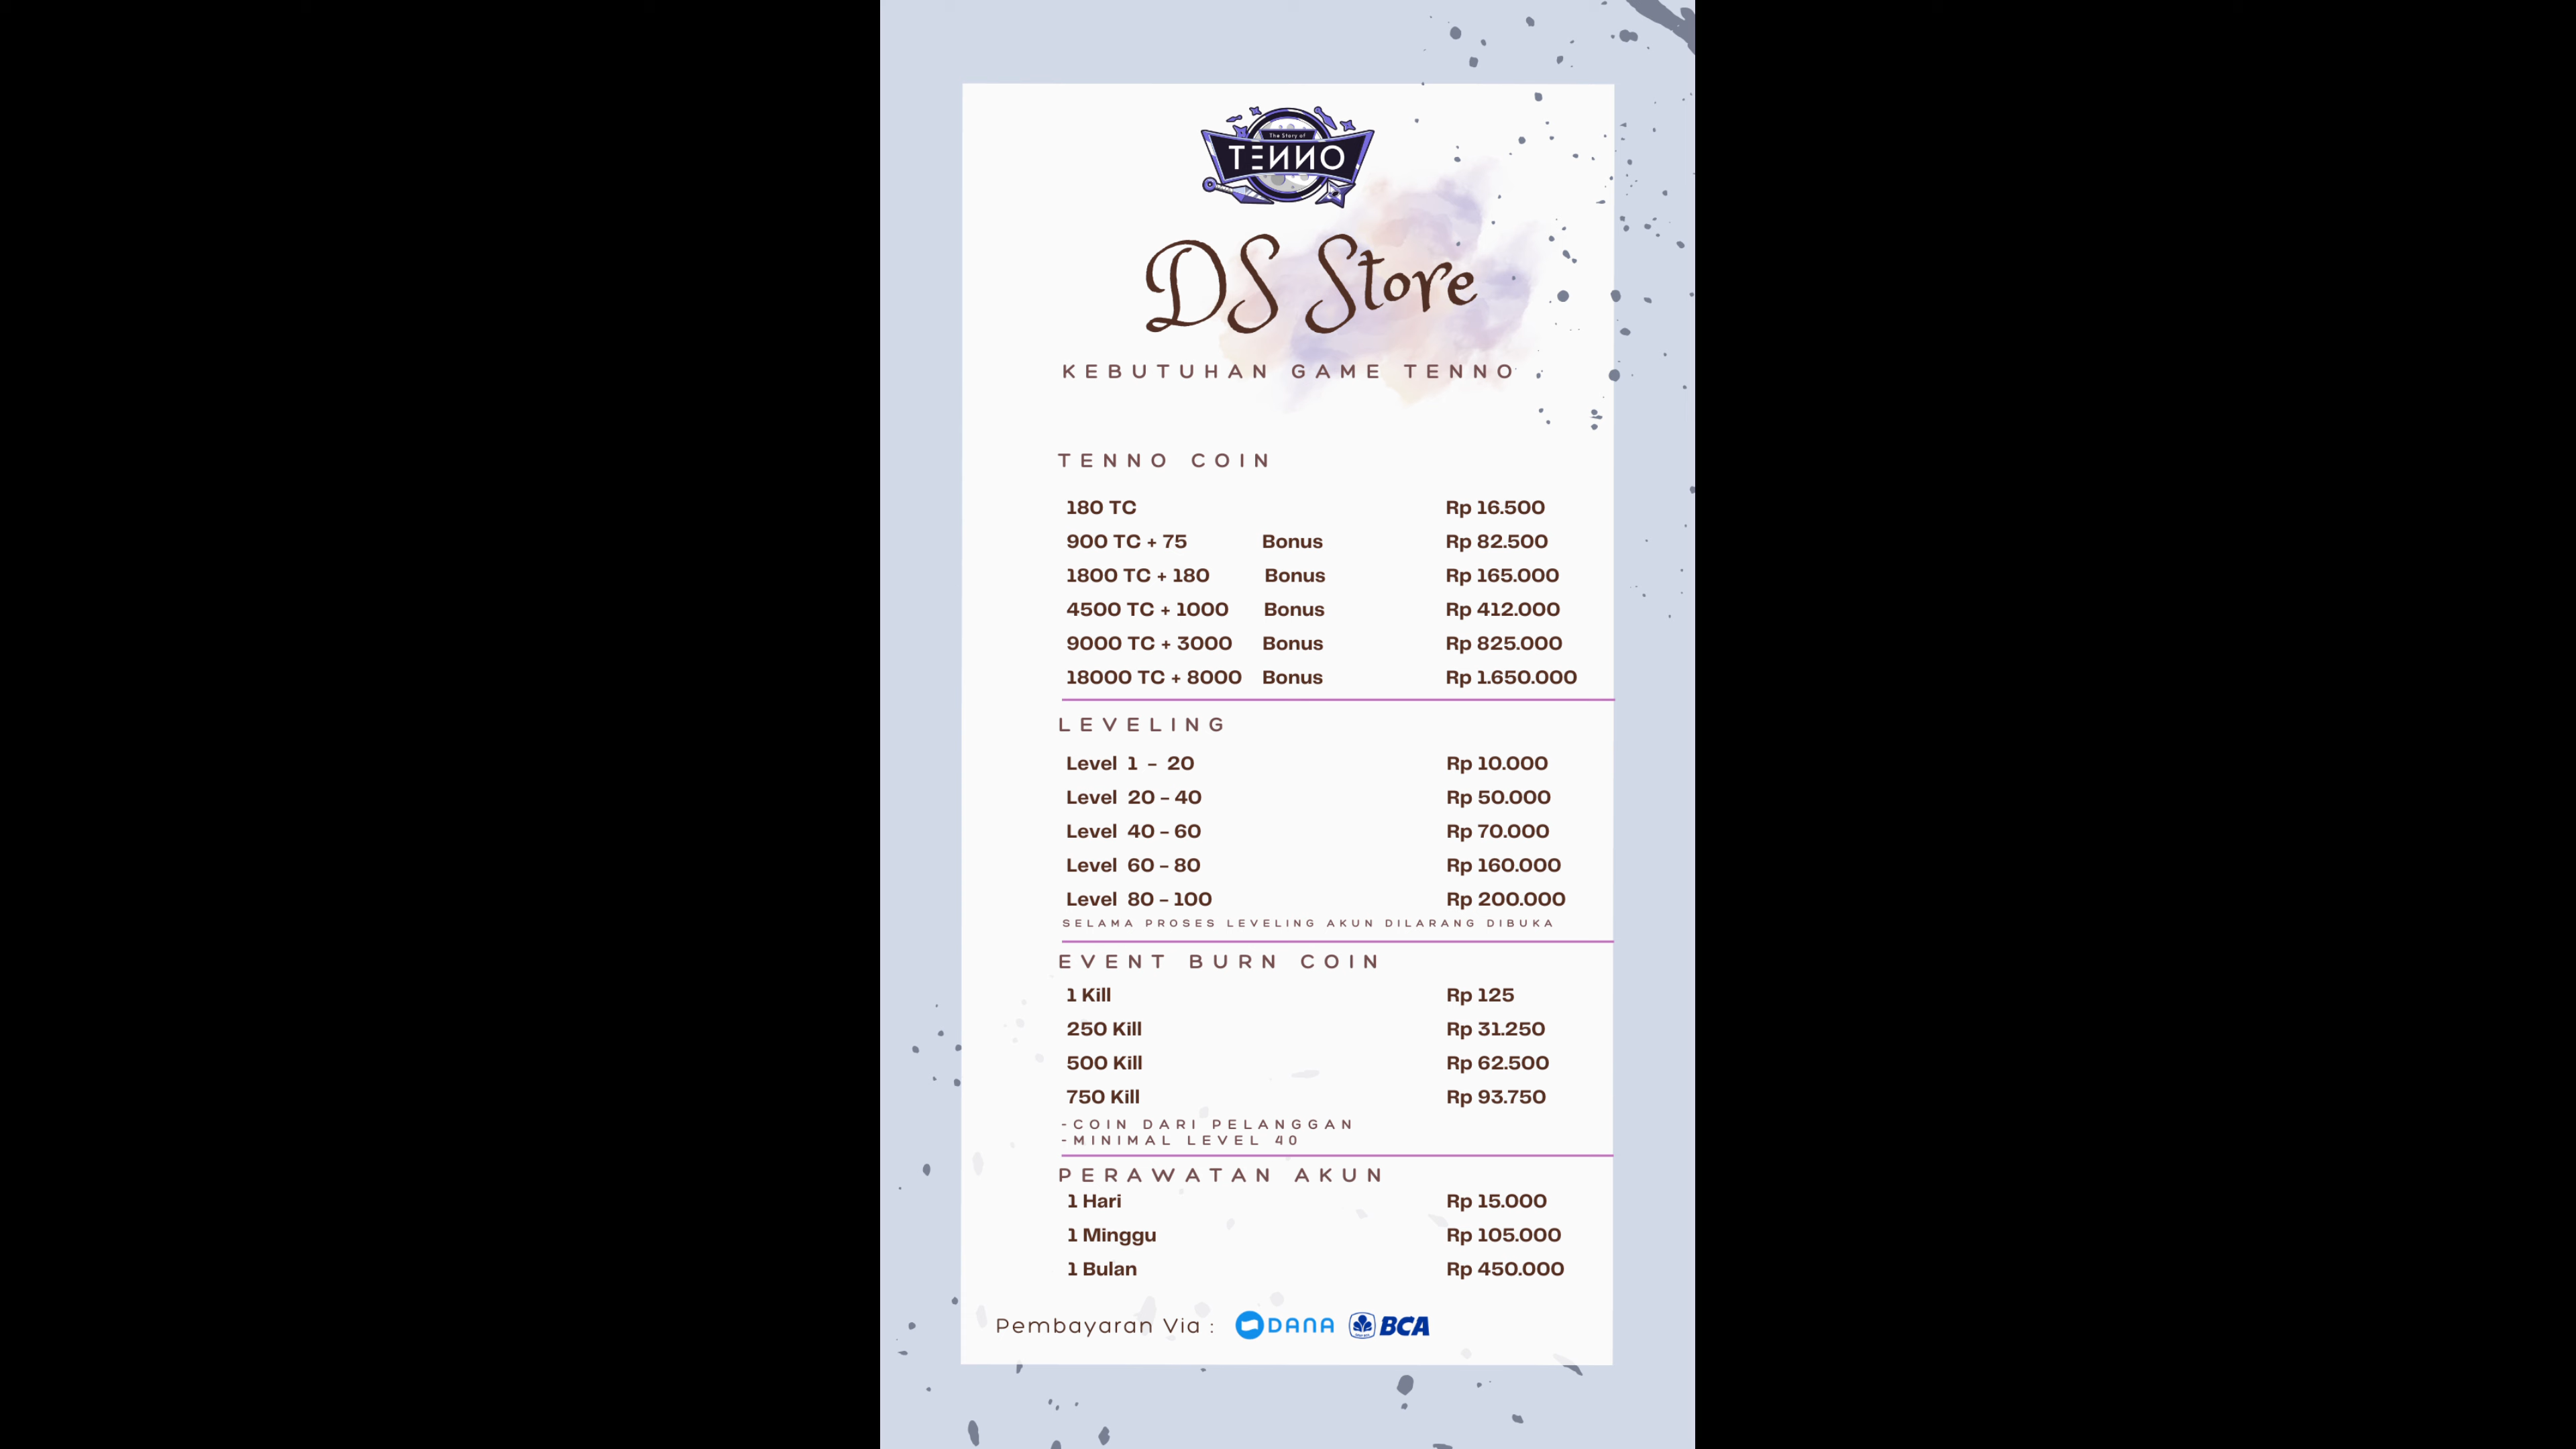 The Story of
TENNO
DS Store
KEBUTUHAN GAME TENNO
TENNO COIN
180 TC Rp 16.500
900 TC + 75 Bonus Rp 82.500
1800 TC + 180 Bonus Rp 165.000
4500 TC + 1000 Bonus Rp 412.000
9000 TC + 3000 Bonus Rp 825.000
18000 TC + 8000 Bonus Rp 1.650.000
LEVELING
Level 1 - 20 Rp 10.000
Level 20 - 40 Rp 50.000
Level 40 - 60 Rp 70.000
Level 60 - 80 Rp 160.000
Level 80 - 100 Rp 200.000
SELAMA PROSES LEVELING AKUN DILARANG DIBUKA
EVENT BURN COIN
1 Kill Rp 125
250 Kill Rp 31.250
500 Kill Rp 62.500
750 Kill Rp 93.750
-COIN DARI PELANGGAN
-MINIMAL LEVEL 40
PERAWATAN AKUN
1 Hari Rp 15.000
1 Minggu Rp 105.000
1 Bulan Rp 450.000
Pembayaran Via : DANA BCA